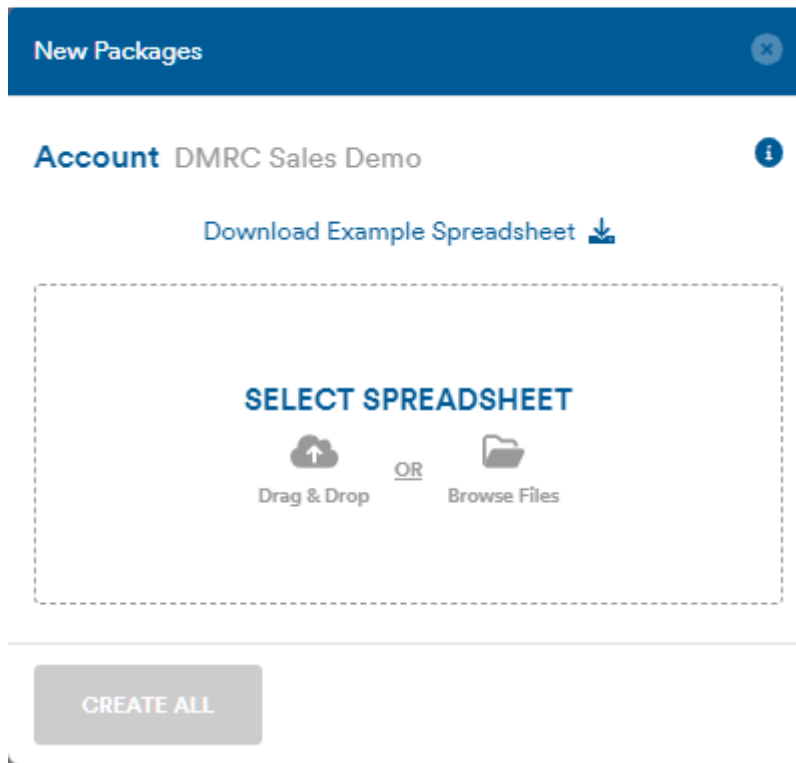 New Packages
Account DMRC Sales Demo
Download Example Spreadsheet
SELECT SPREADSHEET
OR
Drag & Drop Browse Files
CREATE ALL